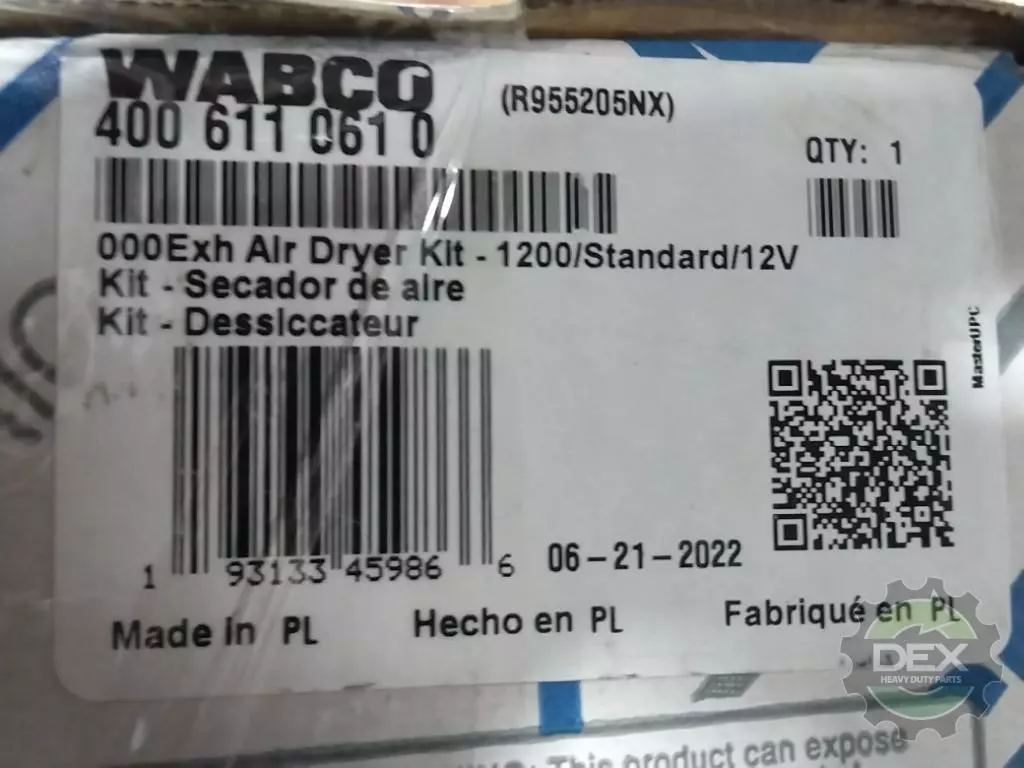 WABCO
400 611 061 0
(R955205NX)
QTY: 1
000Exh Air Dryer Kit - 1200/Standard/12V
Kit - Secador de aire
Kit - Dessiccateur
MasterUPC
1 93133 45986 6
06-21-2022
Made in PL
Hecho en PL
Fabriqué en PL
DEX
HEAVY DUTY PARTS
This product can expose